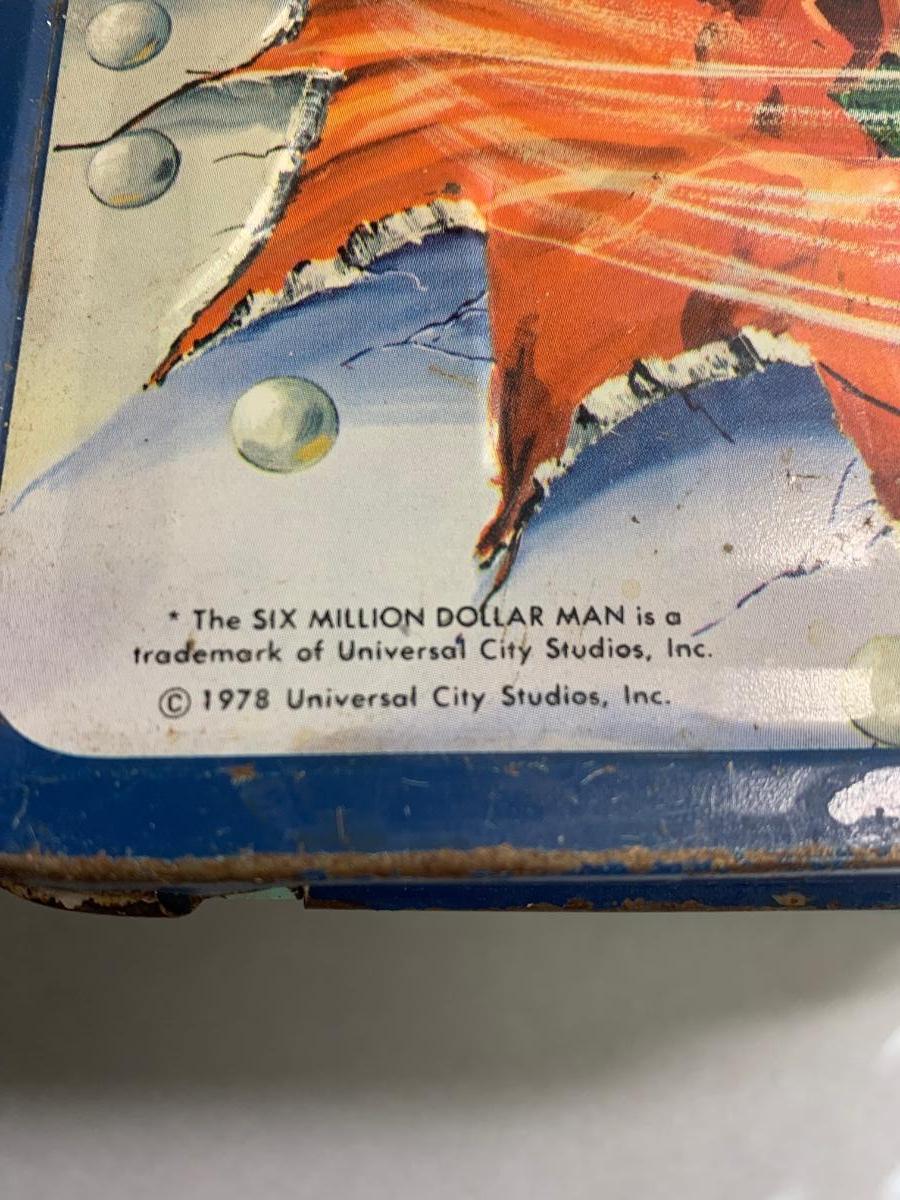 * The SIX MILLION DOLLAR MAN is a
trademark of Universal City Studios, Inc.
© 1978 Universal City Studios, Inc.